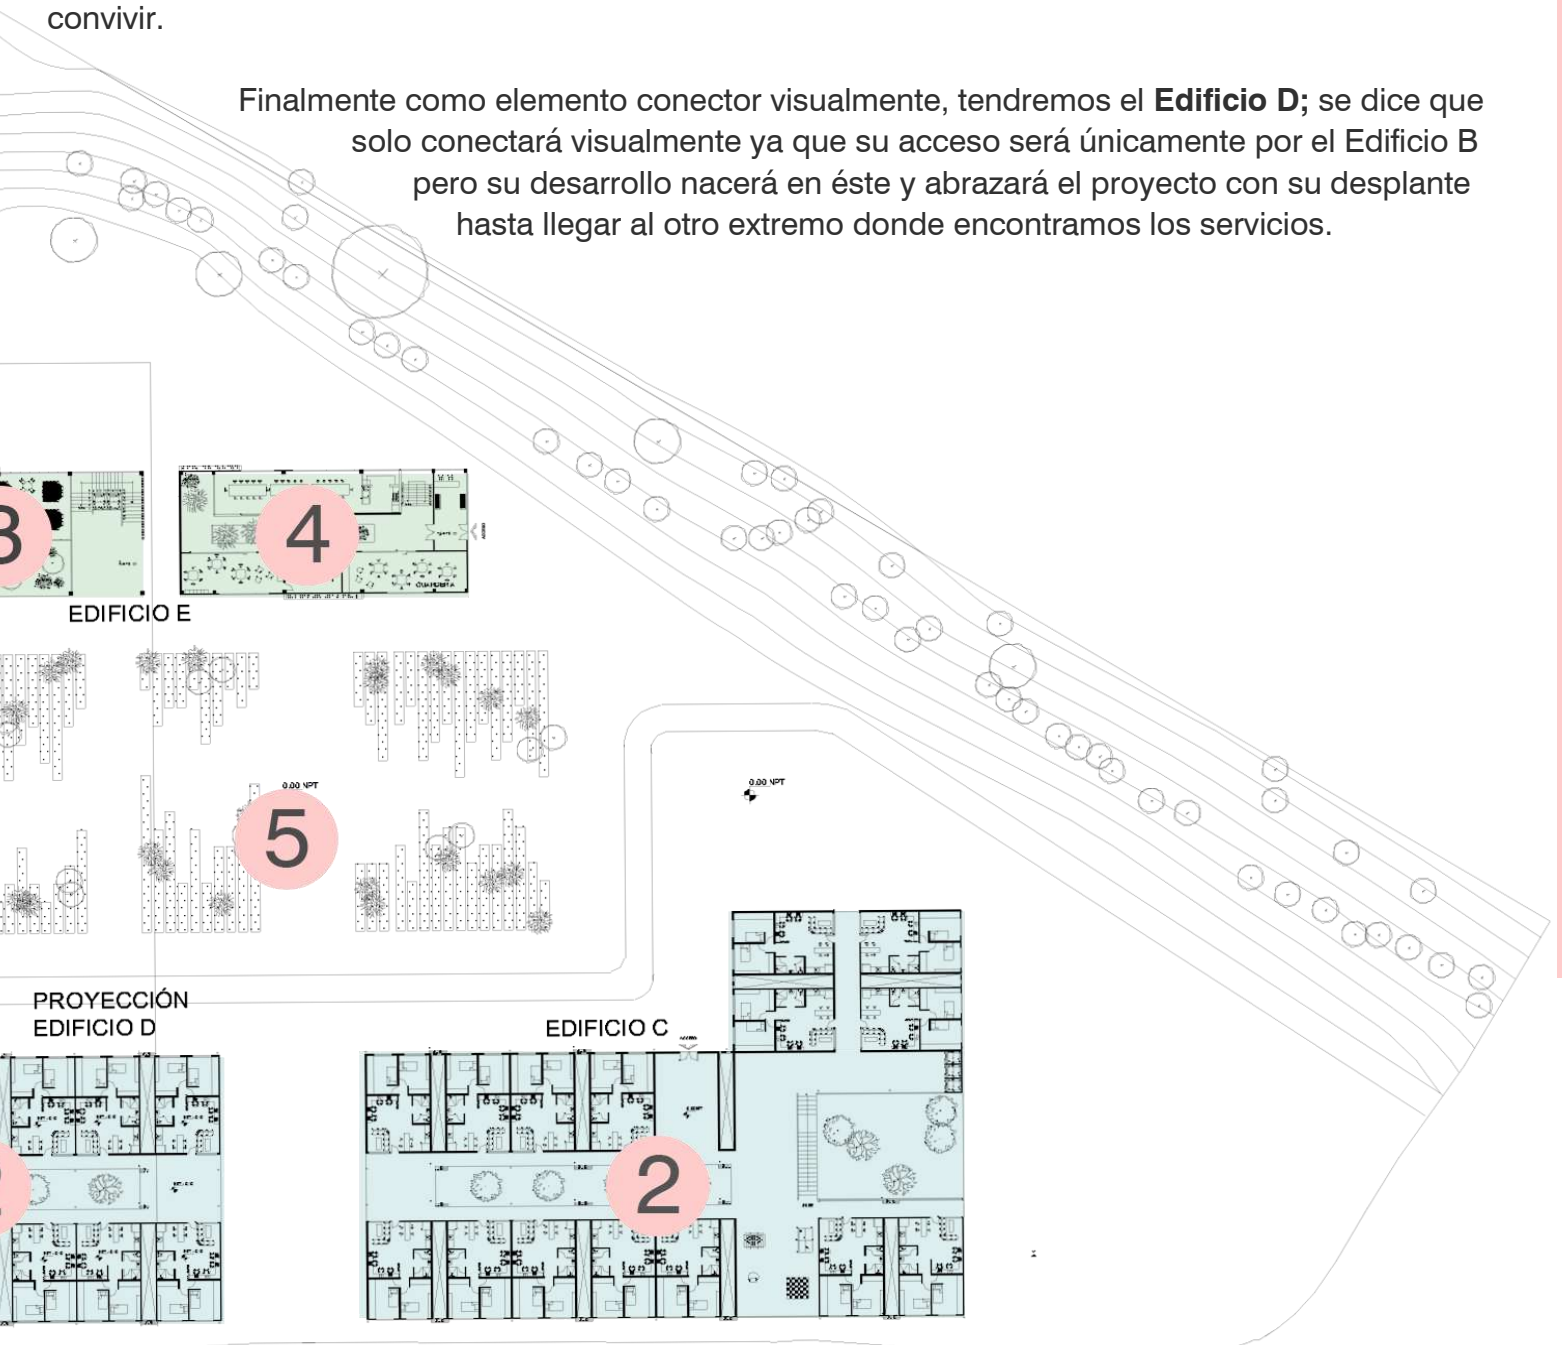 convivir.
Finalmente como elemento conector visualmente, tendremos el Edificio D; se dice que
solo conectará visualmente ya que su acceso será únicamente por el Edificio B
pero su desarrollo nacerá en éste y abrazará el proyecto con su desplante
hasta llegar al otro extremo donde encontramos los servicios.
3
4
GUARDERIA
EDIFICIO E
0.00 NPT
5
0.00 NPT
PROYECCIÓN
EDIFICIO D
EDIFICIO C
2